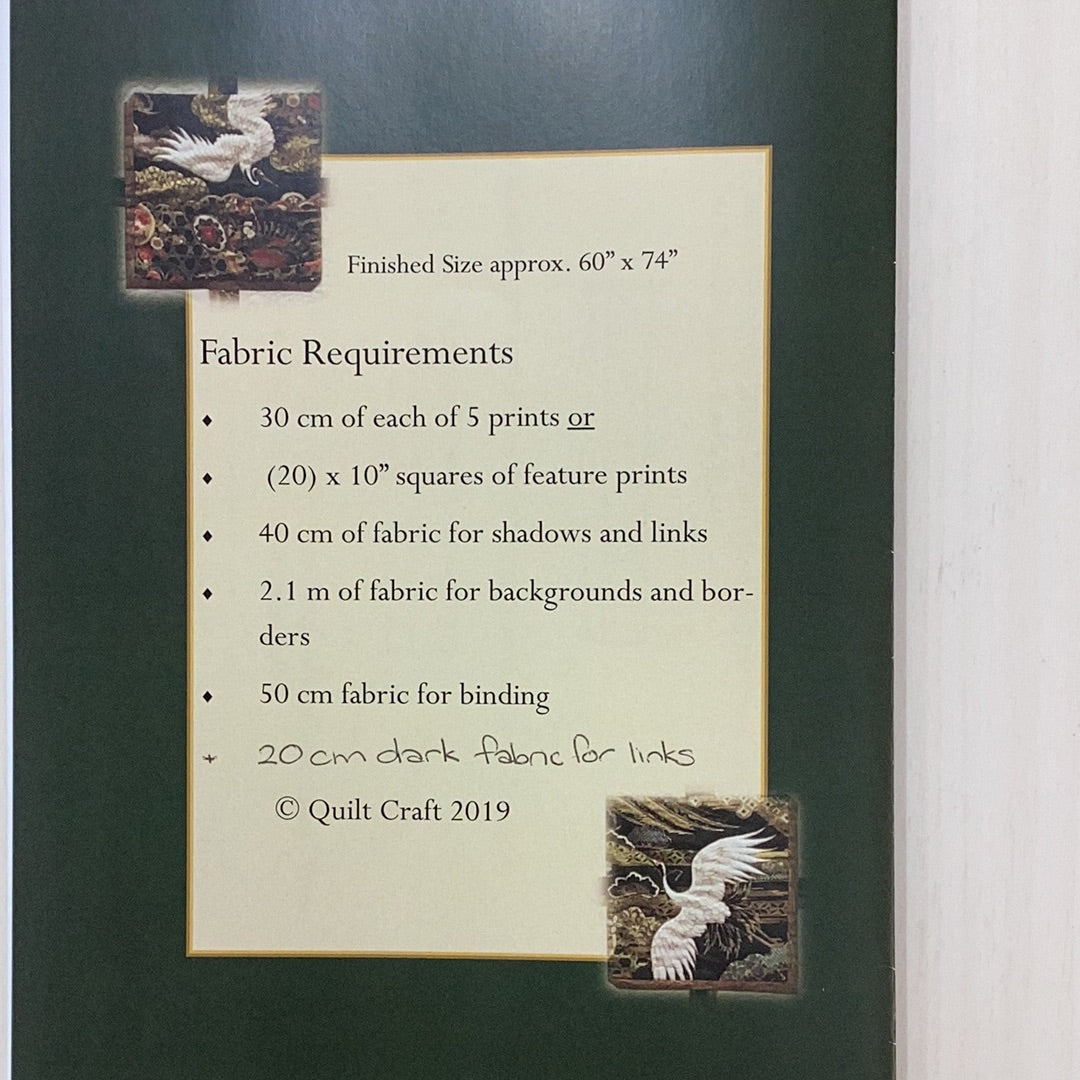 Finished Size approx. 60” x 74”
Fabric Requirements
♦ 30 cm of each of 5 prints or
♦ (20) x 10” squares of feature prints
♦ 40 cm of fabric for shadows and links
♦ 2.1 m of fabric for backgrounds and bor-
ders
♦ 50 cm fabric for binding
+ 20cm dark fabric for links
© Quilt Craft 2019